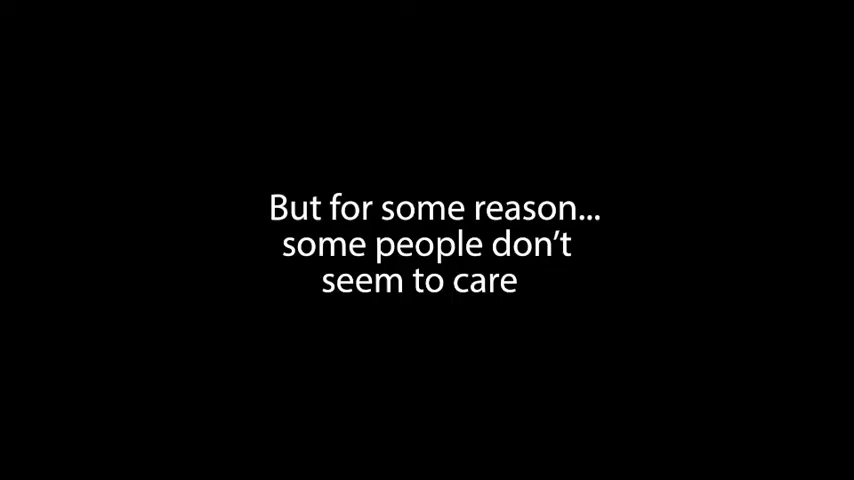 But for some reason...
some people don’t
seem to care